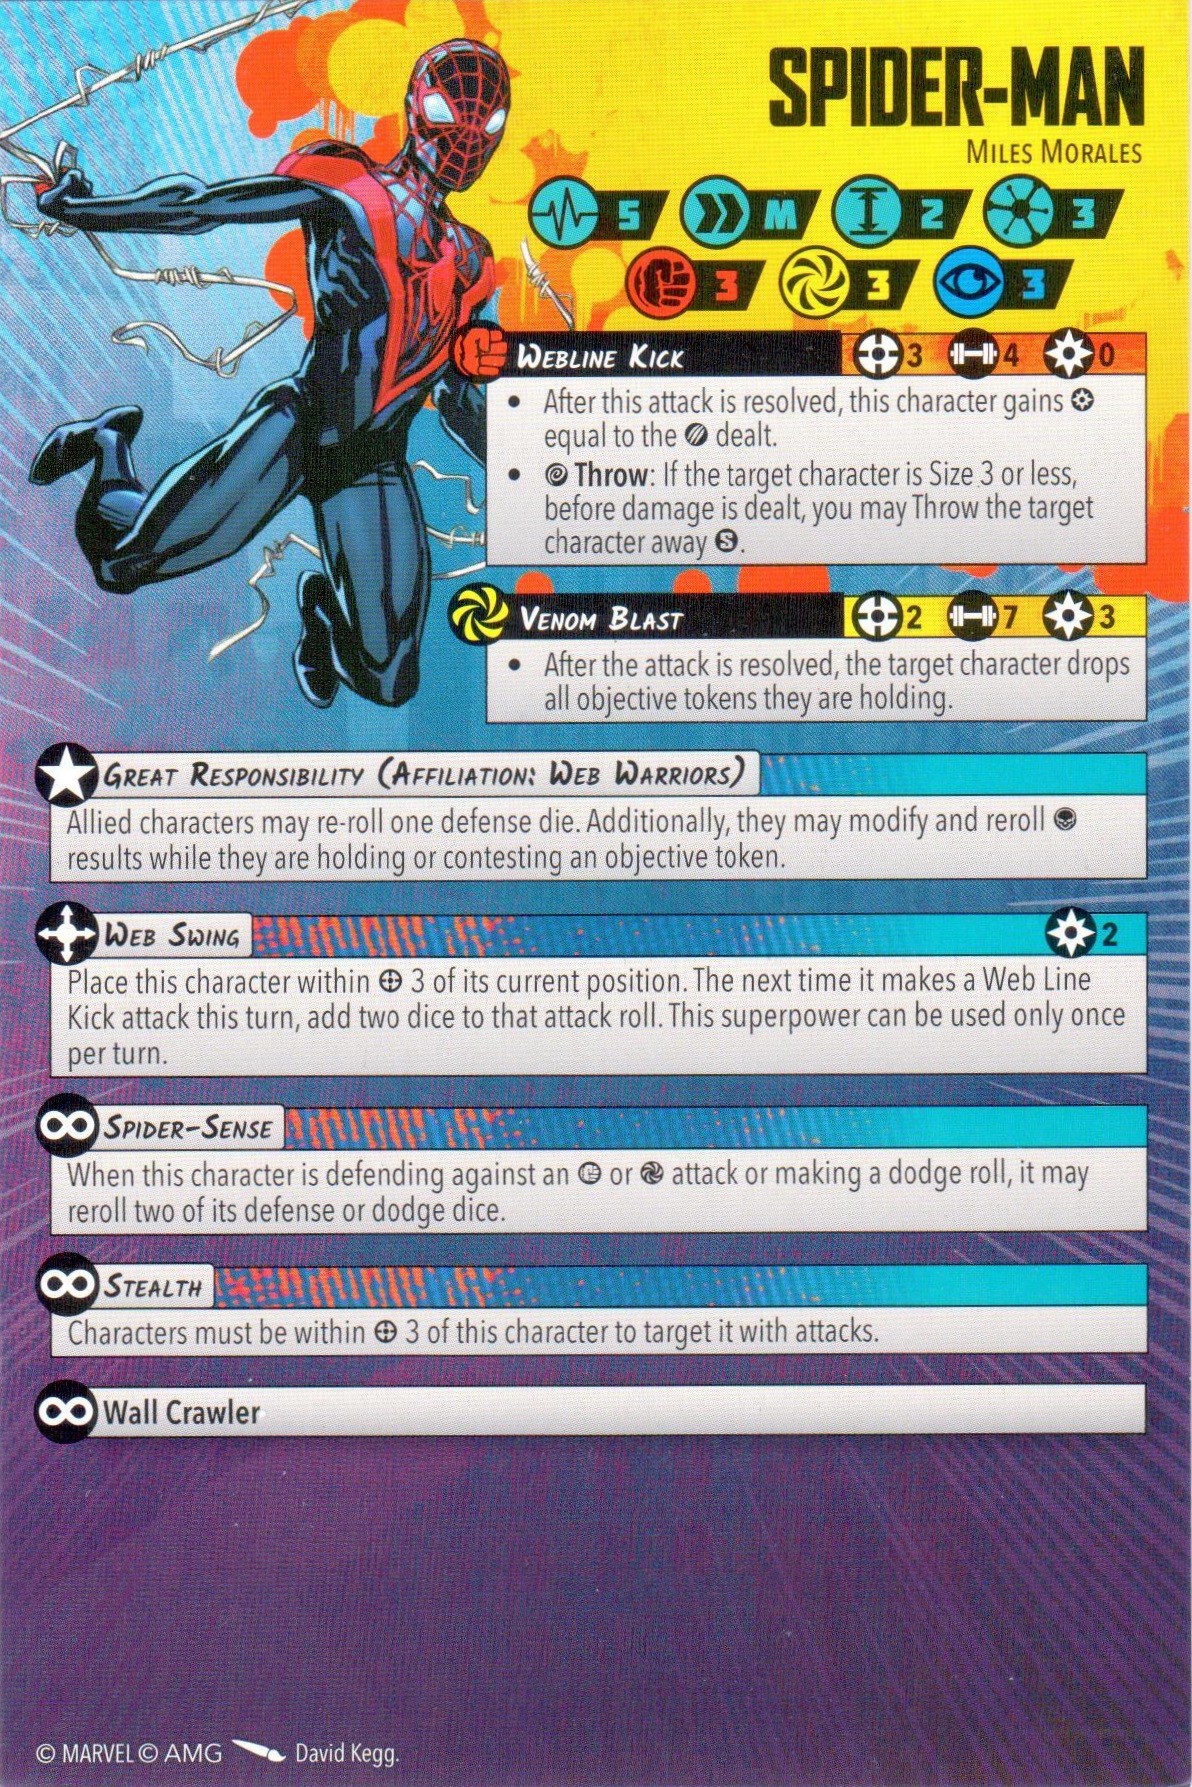 SPIDER-MAN
MILES MORALES
5 M 2 3
3 3 3
WEBLINE KICK 3 4 0
• After this attack is resolved, this character gains
equal to the dealt.
• Throw: If the target character is Size 3 or less,
before damage is dealt, you may Throw the target
character away S.
VENOM BLAST 2 7 3
• After the attack is resolved, the target character drops
all objective tokens they are holding.
GREAT RESPONSIBILITY (AFFILIATION: WEB WARRIORS)
Allied characters may re-roll one defense die. Additionally, they may modify and reroll
results while they are holding or contesting an objective token.
WEB SWING 2
Place this character within 3 of its current position. The next time it makes a Web Line
Kick attack this turn, add two dice to that attack roll. This superpower can be used only once
per turn.
SPIDER-SENSE
When this character is defending against an or attack or making a dodge roll, it may
reroll two of its defense or dodge dice.
STEALTH
Characters must be within 3 of this character to target it with attacks.
Wall Crawler
© MARVEL © AMG David Kegg.